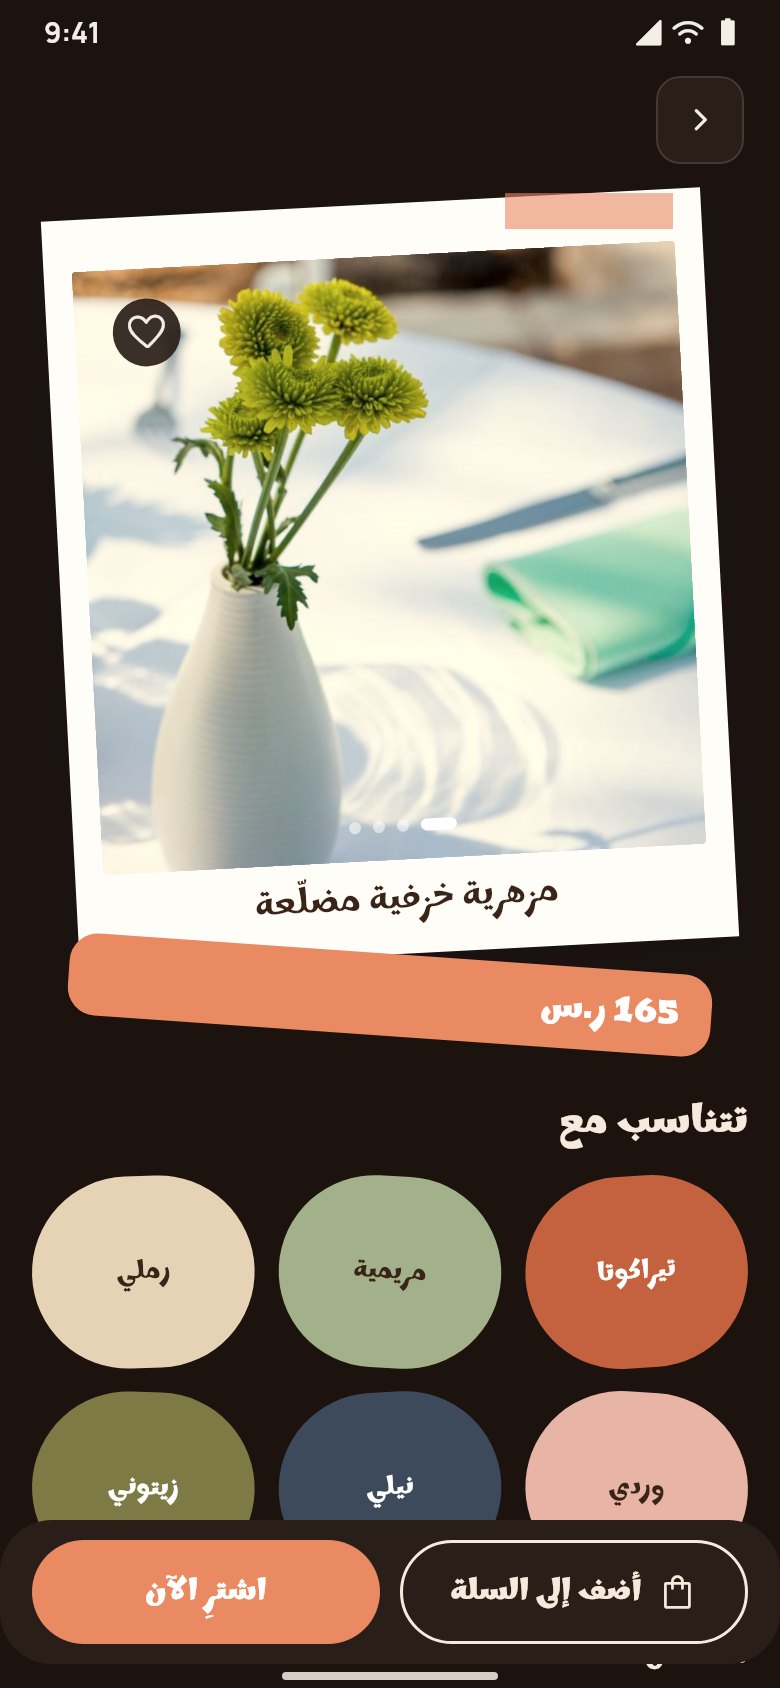 9:41
مزهرية خزفية مضلّعة
165 ر.س
تتناسب مع
تيراكوتا
مريمية
رملي
وردي
نيلي
زيتوني
أضف إلى السلة
اشترِ الآن